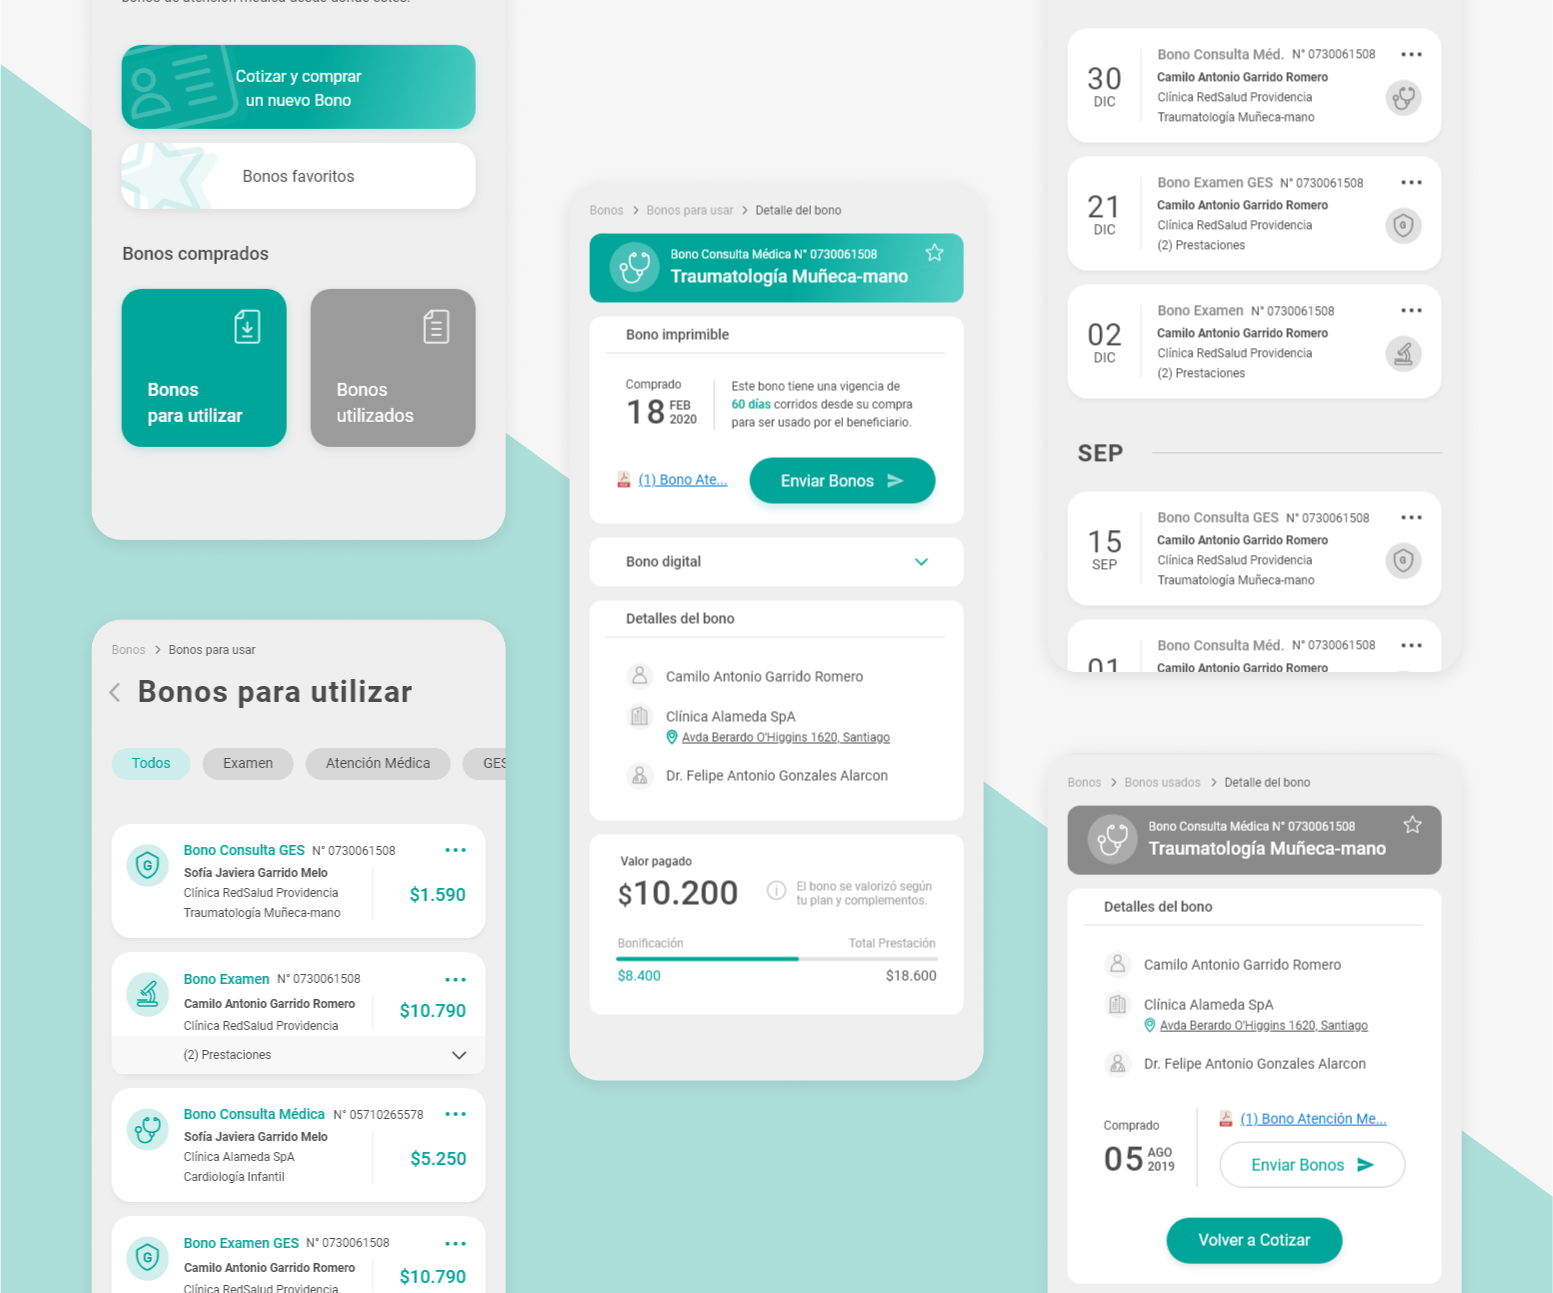 bonos de atención médica desde donde estés.
Cotizar y comprar
un nuevo Bono
Bonos favoritos
Bonos comprados
Bonos
para utilizar
Bonos
utilizados
Bonos > Bonos para usar
Bonos para utilizar
Todos
Examen
Atención Médica
GES
G
Bono Consulta GES N° 0730061508
Sofía Javiera Garrido Melo
Clínica RedSalud Providencia
Traumatología Muñeca-mano
$1.590
Bono Examen N° 0730061508
Camilo Antonio Garrido Romero
Clínica RedSalud Providencia
$10.790
(2) Prestaciones
Bono Consulta Médica N° 05710265578
Sofía Javiera Garrido Melo
Clínica Alameda SpA
Cardiología Infantil
$5.250
G
Bono Examen GES N° 0730061508
Camilo Antonio Garrido Romero
Clínica RedSalud Providencia
$10.790
Bonos > Bonos para usar > Detalle del bono
Bono Consulta Médica N° 0730061508
Traumatología Muñeca-mano
Bono imprimible
Comprado
18 FEB
2020
Este bono tiene una vigencia de
60 días corridos desde su compra
para ser usado por el beneficiario.
(1) Bono Ate...
Enviar Bonos
Bono digital
Detalles del bono
Camilo Antonio Garrido Romero
Clínica Alameda SpA
Avda Berardo O'Higgins 1620, Santiago
Dr. Felipe Antonio Gonzales Alarcon
Valor pagado
$10.200
El bono se valorizó según
tu plan y complementos.
Bonificación
Total Prestación
$8.400
$18.600
30
DIC
Bono Consulta Méd. N° 0730061508
Camilo Antonio Garrido Romero
Clínica RedSalud Providencia
Traumatología Muñeca-mano
21
DIC
Bono Examen GES N° 0730061508
Camilo Antonio Garrido Romero
Clínica RedSalud Providencia
(2) Prestaciones
G
02
DIC
Bono Examen N° 0730061508
Camilo Antonio Garrido Romero
Clínica RedSalud Providencia
(2) Prestaciones
SEP
15
SEP
Bono Consulta GES N° 0730061508
Camilo Antonio Garrido Romero
Clínica RedSalud Providencia
Traumatología Muñeca-mano
G
01
Bono Consulta Méd. N° 0730061508
Camilo Antonio Garrido Romero
Bonos > Bonos usados > Detalle del bono
Bono Consulta Médica N° 0730061508
Traumatología Muñeca-mano
Detalles del bono
Camilo Antonio Garrido Romero
Clínica Alameda SpA
Avda Berardo O'Higgins 1620, Santiago
Dr. Felipe Antonio Gonzales Alarcon
Comprado
05 AGO
2019
(1) Bono Atención Me...
Enviar Bonos
Volver a Cotizar